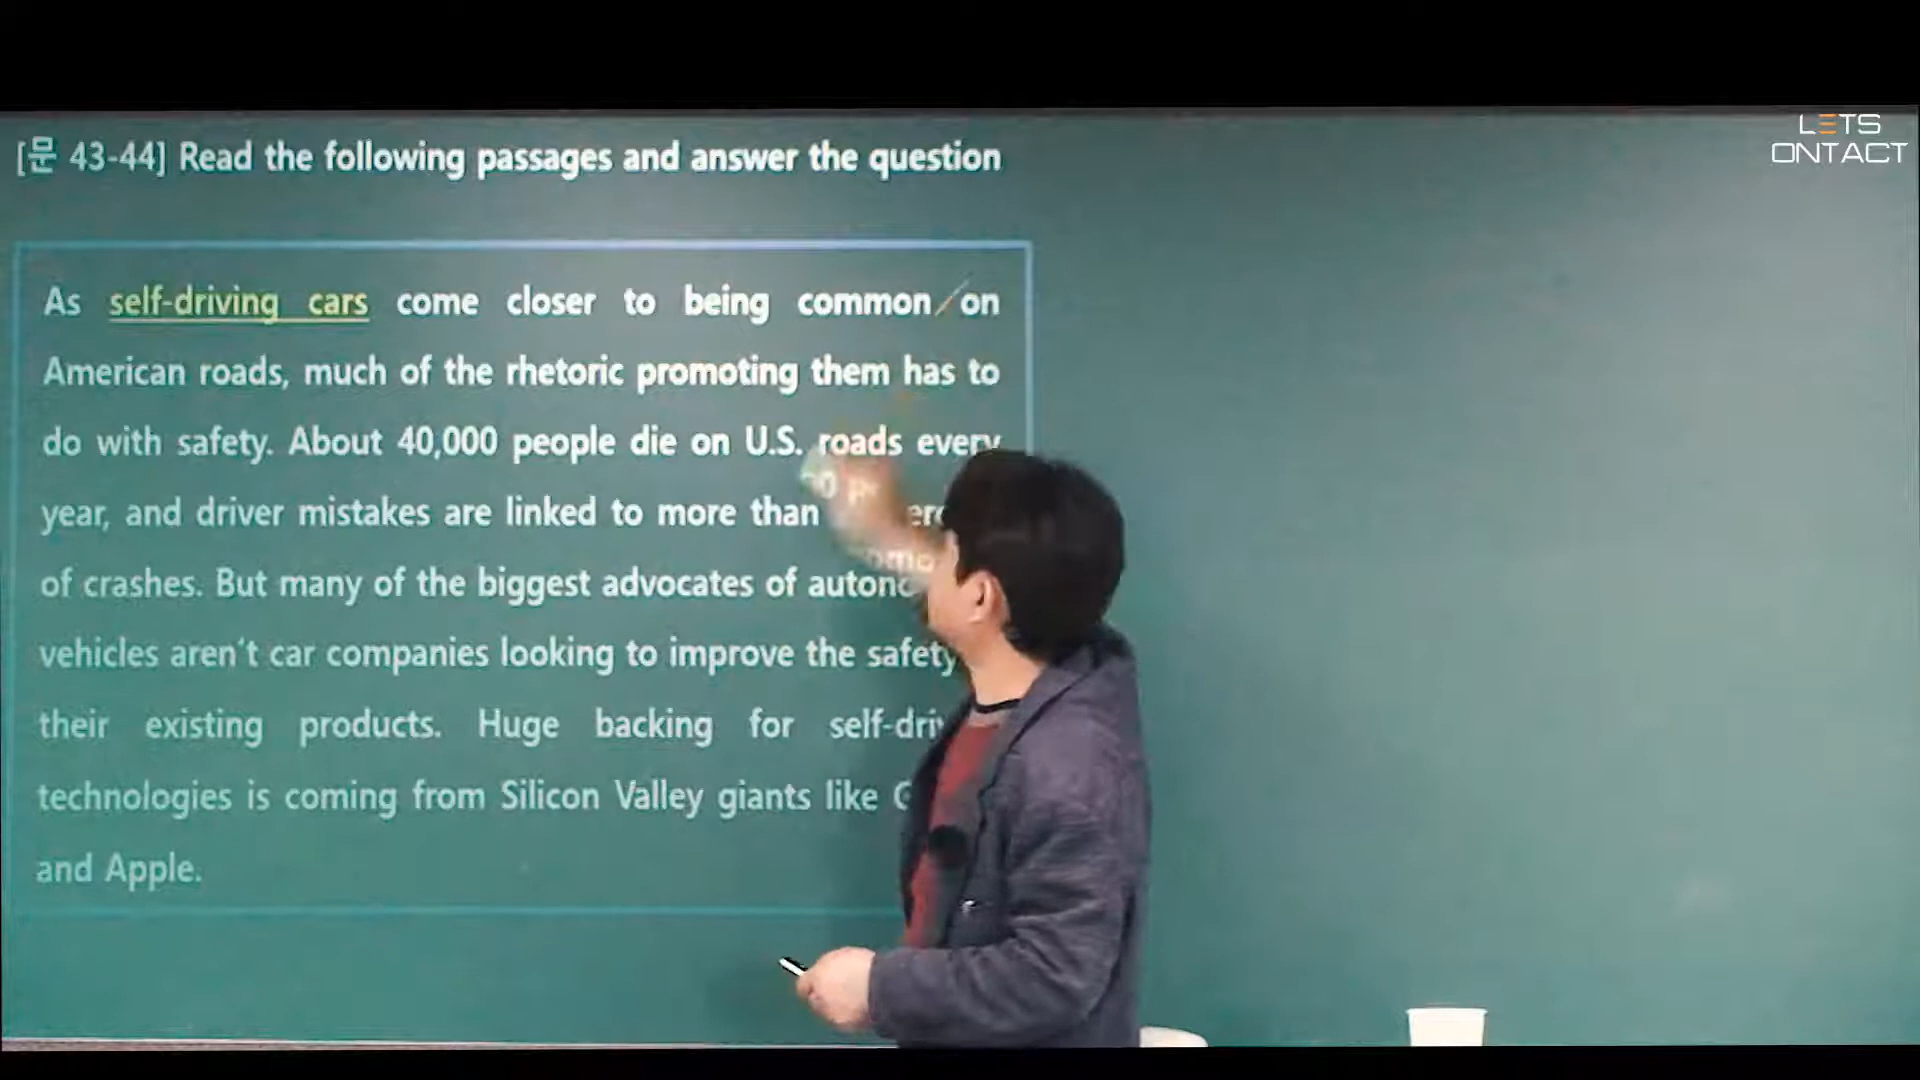 LETS
ONTACT
[문 43-44] Read the following passages and answer the question
As self-driving cars come closer to being common on
American roads, much of the rhetoric promoting them has to
do with safety. About 40,000 people die on U.S. roads every
year, and driver mistakes are linked to more than
of crashes. But many of the biggest advocates of
vehicles aren't car companies looking to improve the safety
their existing products. Huge backing for
technologies is coming from Silicon Valley giants like
and Apple.